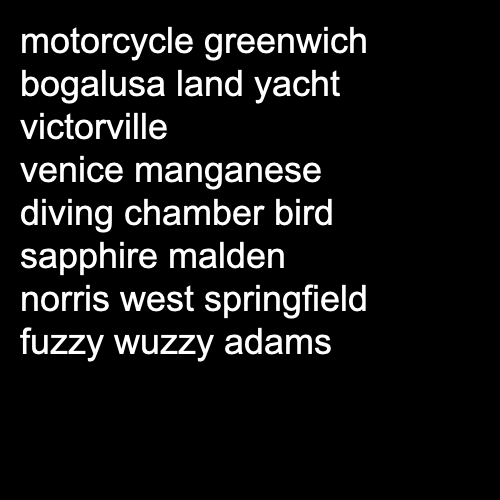 motorcycle greenwich
bogalusa land yacht
victorville
venice manganese
diving chamber bird
sapphire malden
norris west springfield
fuzzy wuzzy adams